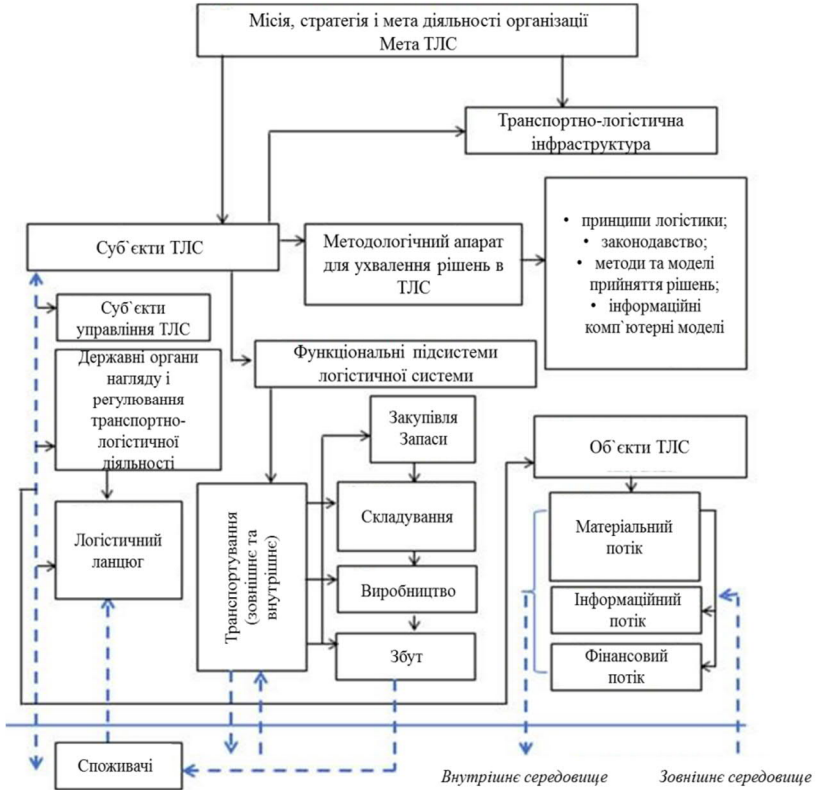 Місія, стратегія і мета діяльності організації
Мета ТЛС
Транспортно-логістична
інфраструктура
Суб`єкти ТЛС
Методологічний апарат
для ухвалення рішень в
ТЛС
• принципи логістики;
• законодавство;
• методи та моделі
прийняття рішень;
• інформаційні
комп`ютерні моделі
Суб`єкти
управління ТЛС
Державні органи
нагляду і
регулювання
транспортно-
логістичної
діяльності
Функціональні підсистеми
логістичної системи
Закупівля
Запаси
Об`єкти ТЛС
Логістичний
ланцюг
Транспортування
(зовнішнє та
внутрішнє)
Складування
Матеріальний
потік
Виробництво
Інформаційний
потік
Збут
Фінансовий
потік
Споживачі
Внутрішнє середовище
Зовнішнє середовище